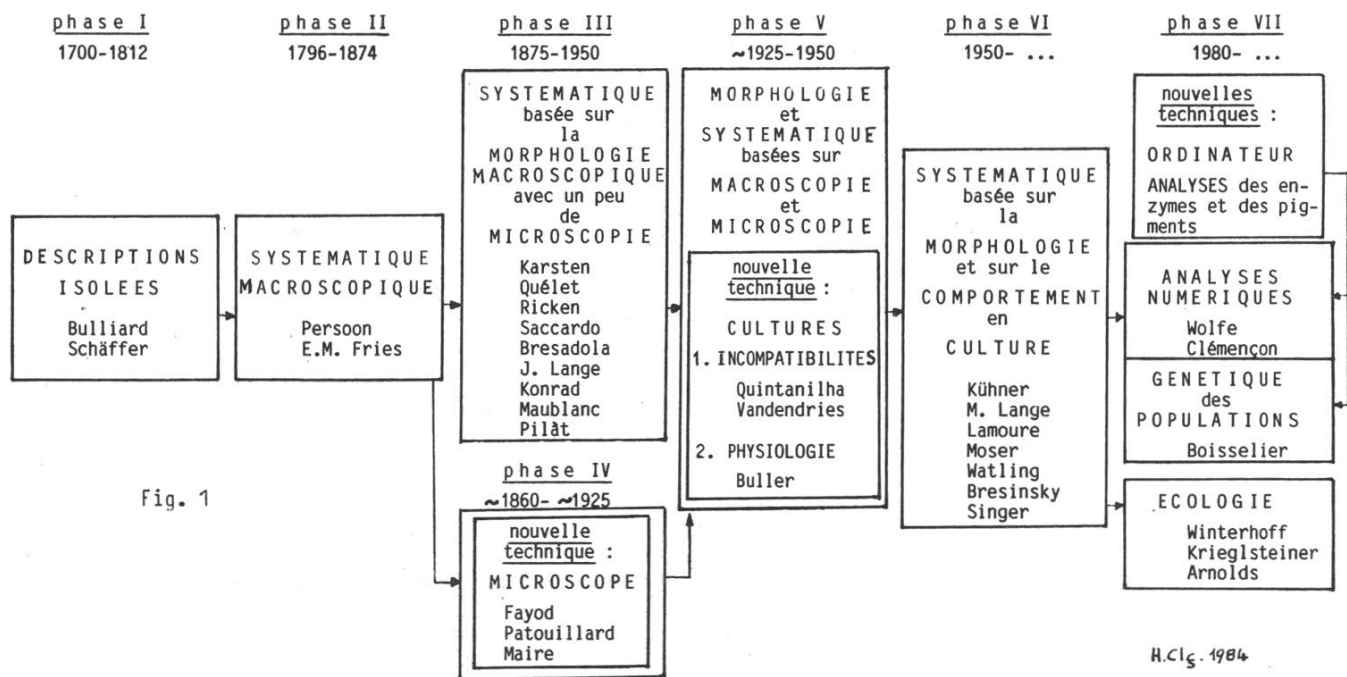 phase I
1700-1812
DESCRIPTIONS
ISOLEES
Bulliard
Schäffer
phase II
1796-1874
SYSTEMATIQUE
MACROSCOPIQUE
Persoon
E.M. Fries
phase III
1875-1950
SYSTEMATIQUE
basée sur
la
MORPHOLOGIE
MACROSCOPIQUE
avec un peu
de
MICROSCOPIE
Karsten
Quélet
Ricken
Saccardo
Bresadola
J. Lange
Konrad
Maublanc
Pilàt
phase IV
~1860- ~1925
nouvelle
technique :
MICROSCOPE
Fayod
Patouillard
Maire
phase V
~1925-1950
MORPHOLOGIE
et
SYSTEMATIQUE
basées sur
MACROSCOPIE
et
MICROSCOPIE
nouvelle
technique :
CULTURES
1. INCOMPATIBILITES
Quintanilha
Vandendries
2. PHYSIOLOGIE
Buller
phase VI
1950- ...
SYSTEMATIQUE
basée sur
la
MORPHOLOGIE
et sur le
COMPORTEMENT
en
CULTURE
Kühner
M. Lange
Lamoure
Moser
Watling
Bresinsky
Singer
phase VII
1980- ...
nouvelles
techniques :
ORDINATEUR
ANALYSES des en-
zymes et des pig-
ments
ANALYSES
NUMERIQUES
Wolfe
Clémençon
GENETIQUE
des
POPULATIONS
Boisselier
ECOLOGIE
Winterhoff
Krieglsteiner
Arnolds
Fig. 1
H.Clç. 1984